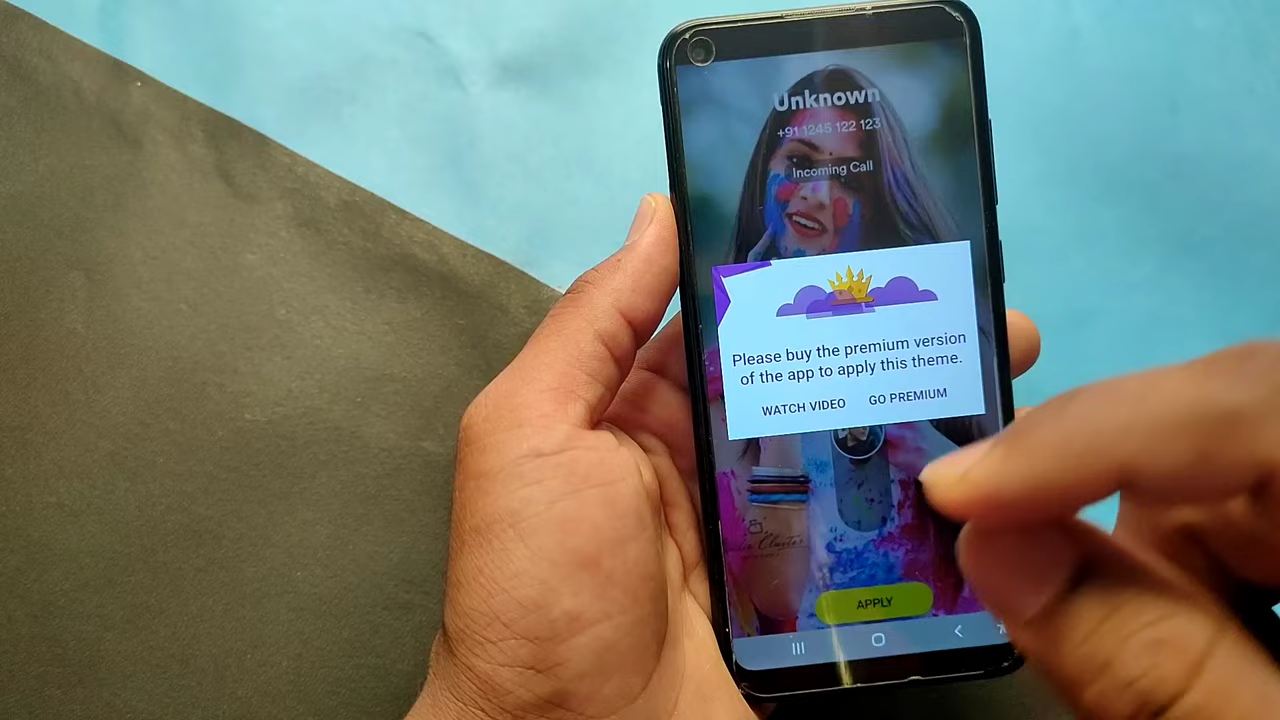 Unknown
+91 1245 122 123
Incoming Call
Please buy the premium version
of the app to apply this theme.
WATCH VIDEO GO PREMIUM
APPLY